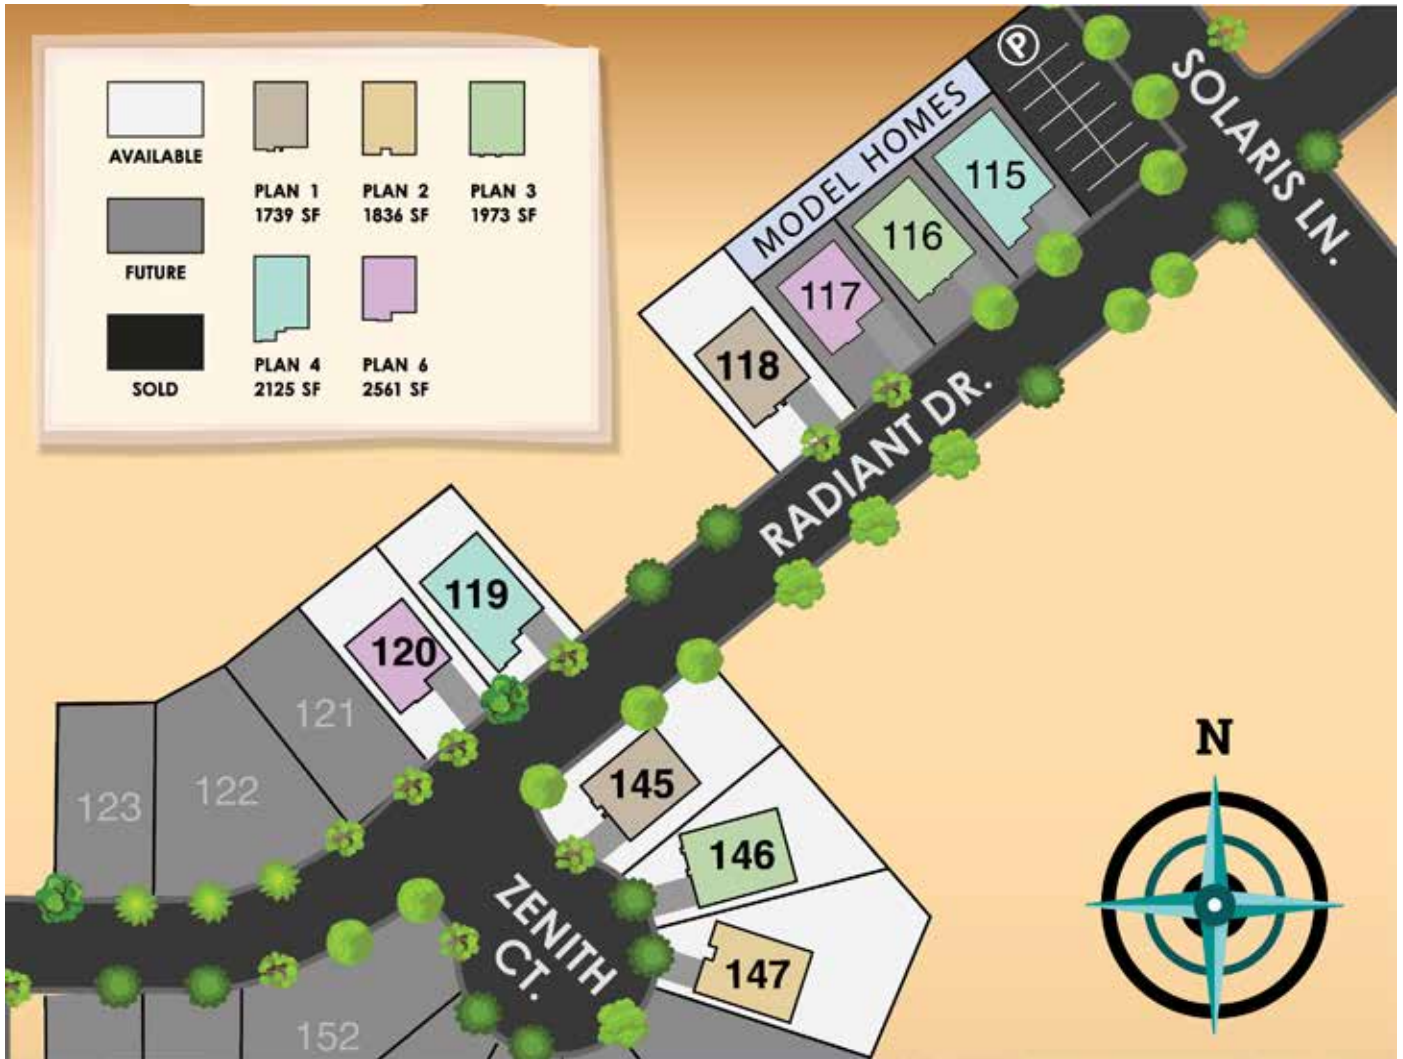 AVAILABLE
FUTURE
SOLD
PLAN 1
1739 SF
PLAN 2
1836 SF
PLAN 3
1973 SF
PLAN 4
2125 SF
PLAN 6
2561 SF
P
SOLARIS LN.
MODEL HOMES
115
116
117
118
RADIANT DR.
119
120
121
122
123
145
146
147
ZENITH
CT.
152
N